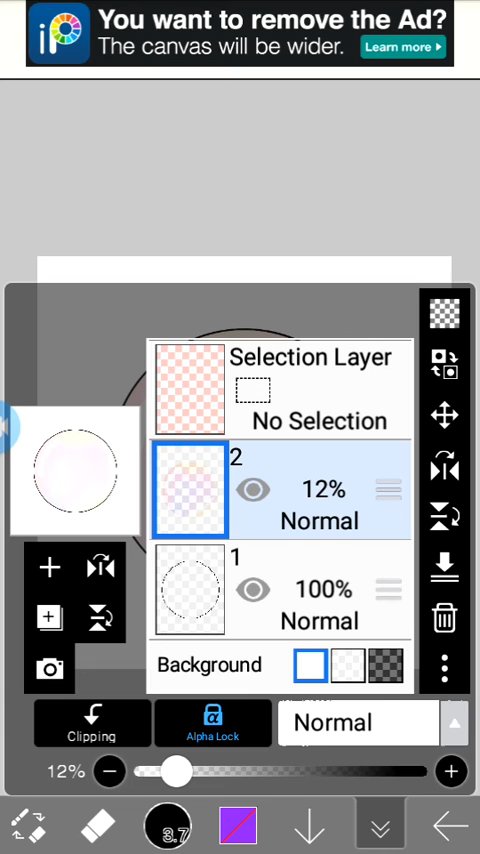 iP
You want to remove the Ad?
The canvas will be wider.
Learn more
Selection Layer
No Selection
2
12%
Normal
1
100%
Normal
Background
Clipping
α
Alpha Lock
Normal
12%
3.7